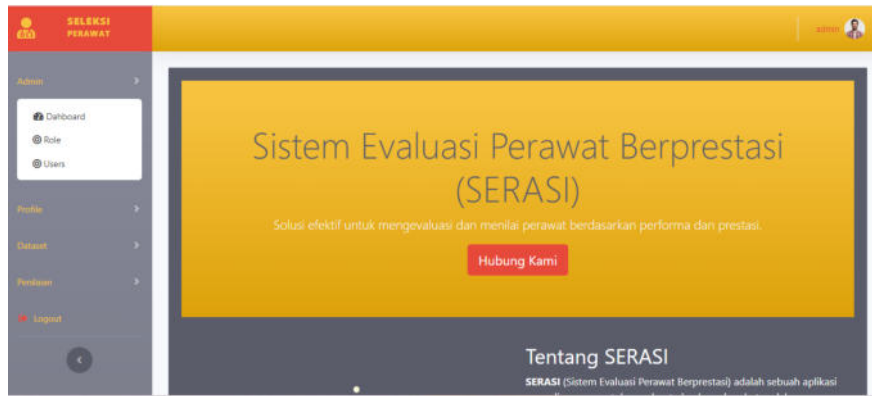 SELEKSI
PERAWAT
admin
Admin
Dahboard
Role
Users
Profile
Dataset
Penilaian
Logout
Sistem Evaluasi Perawat Berprestasi
(SERASI)
Solusi efektif untuk mengevaluasi dan menilai perawat berdasarkan performa dan prestasi.
Hubung Kami
Tentang SERASI
SERASI (Sistem Evaluasi Perawat Berprestasi) adalah sebuah aplikasi